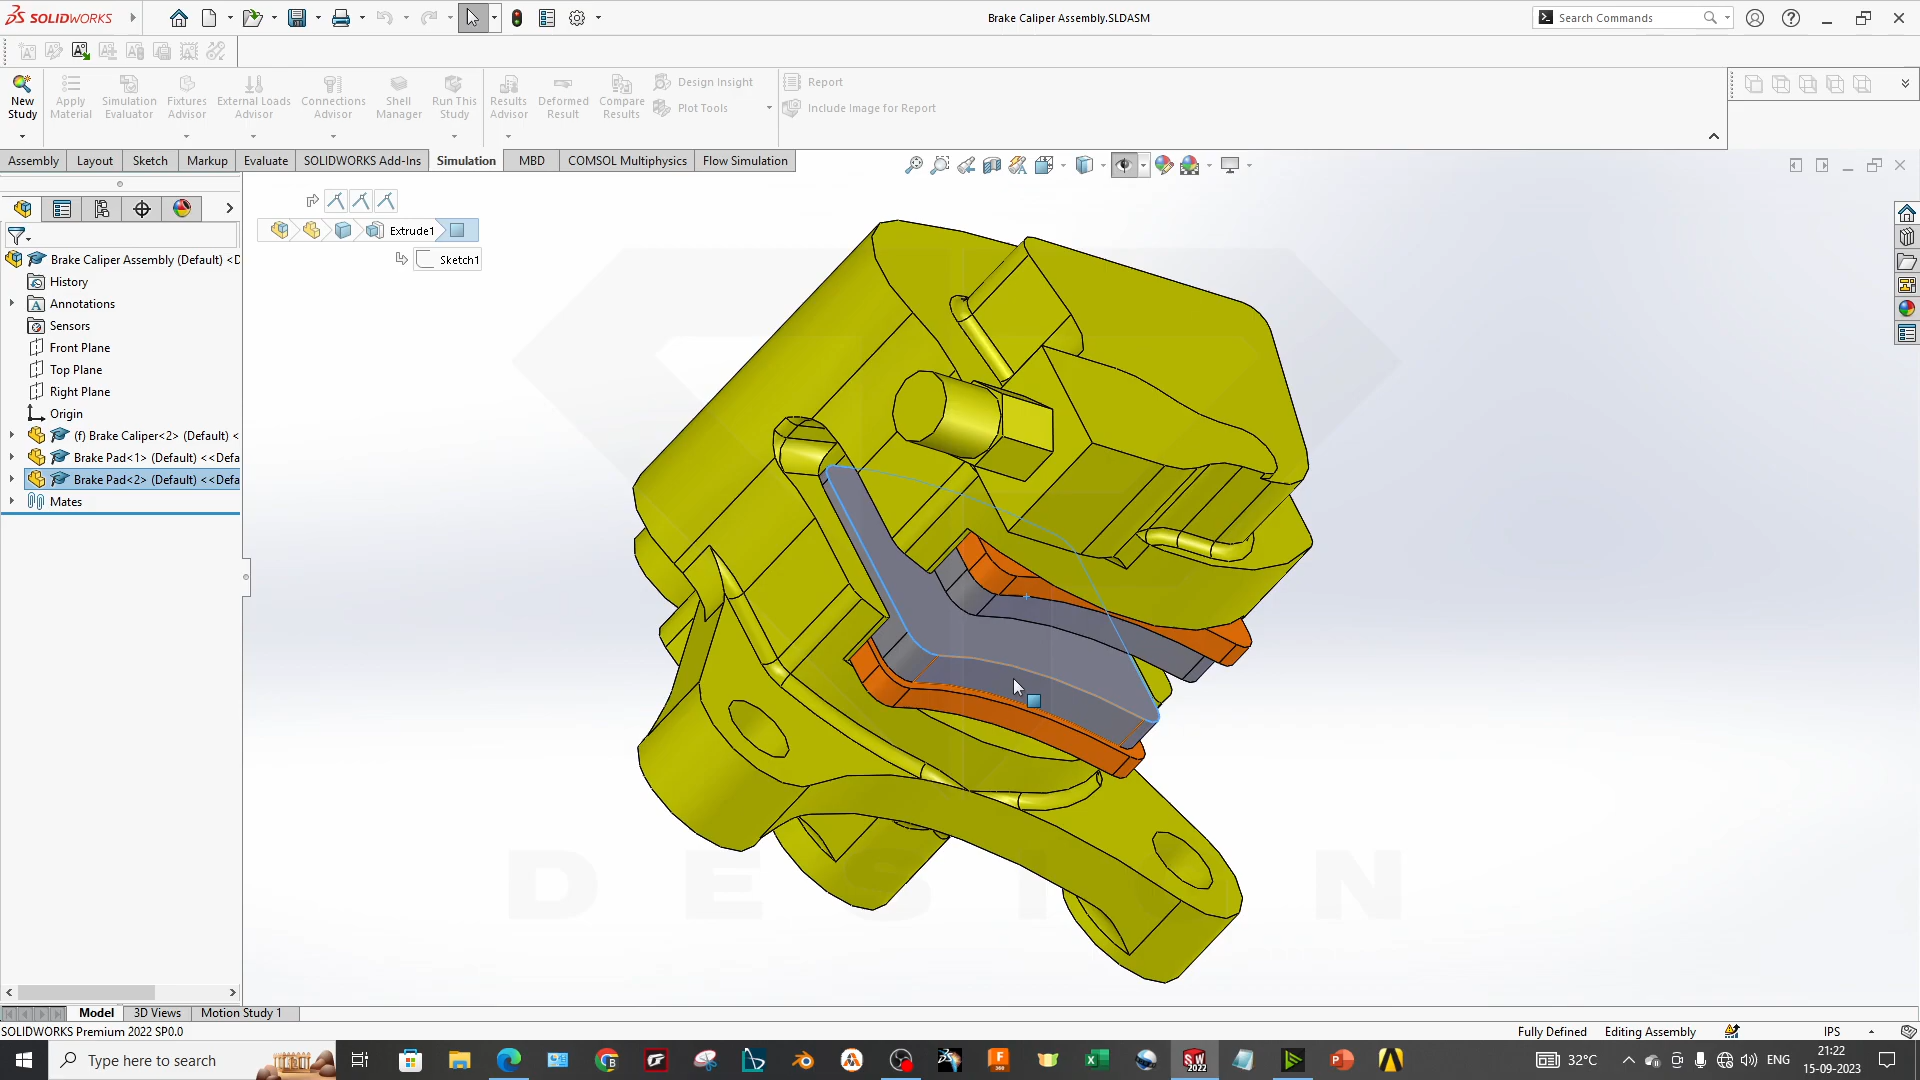 SOLIDWORKS
Brake Caliper Assembly.SLDASM
Search Commands
New Study
Apply Material
Simulation Evaluator
Fixtures Advisor
External Loads Advisor
Connections Advisor
Shell Manager
Run This Study
Results Advisor
Deformed Result
Compare Results
Design Insight
Plot Tools
Report
Include Image for Report
Assembly
Layout
Sketch
Markup
Evaluate
SOLIDWORKS Add-Ins
Simulation
MBD
COMSOL Multiphysics
Flow Simulation
Extrude1
Sketch1
Brake Caliper Assembly (Default) <D
History
Annotations
Sensors
Front Plane
Top Plane
Right Plane
Origin
(f) Brake Caliper<2> (Default) <
Brake Pad<1> (Default) <<Defa
Brake Pad<2> (Default) <<Defa
Mates
DESIGN
Model
3D Views
Motion Study 1
SOLIDWORKS Premium 2022 SP0.0
Fully Defined
Editing Assembly
IPS
Type here to search
SW 2022
32°C
ENG
21:22
15-09-2023